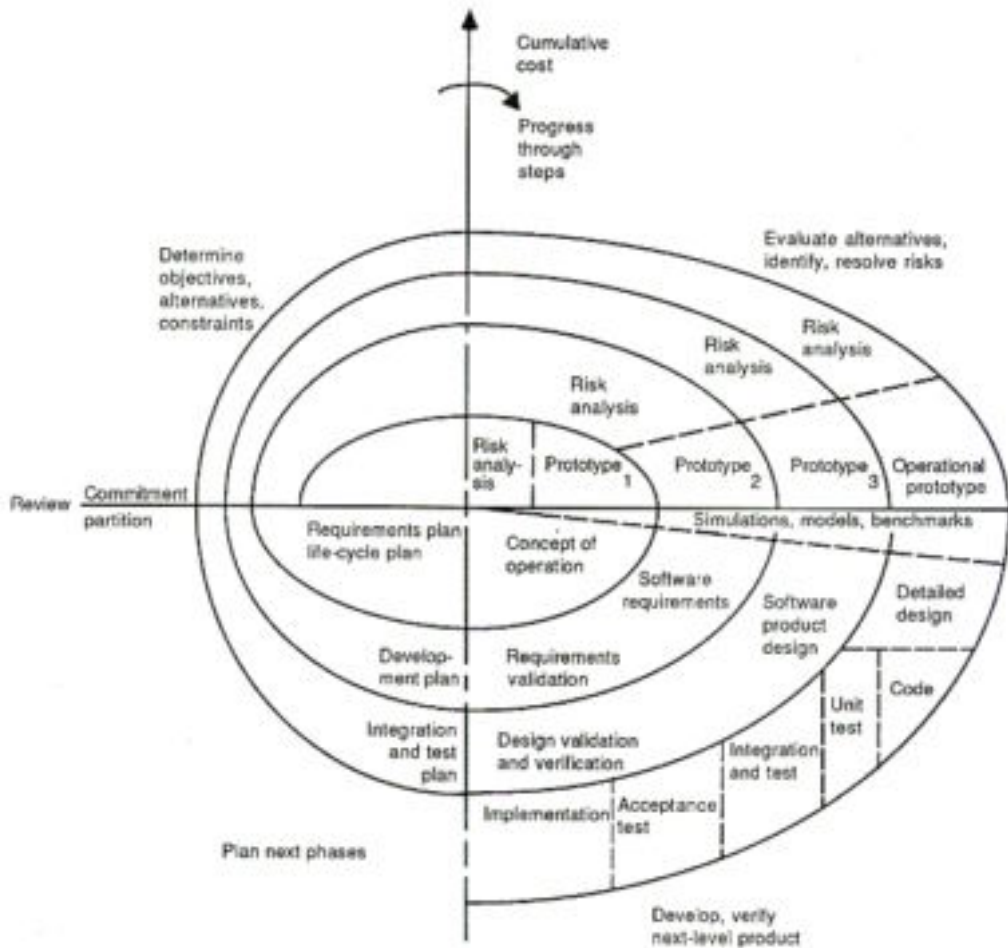 Cumulative
cost
Progress
through
steps
Determine
objectives,
alternatives,
constraints
Evaluate alternatives,
identify, resolve risks
Risk
analysis
Risk
analysis
Risk
analysis
Risk
analy-
sis
Prototype
1
Prototype
2
Prototype
3
Operational
prototype
Review
Commitment
partition
Simulations, models, benchmarks
Requirements plan
life-cycle plan
Concept of
operation
Software
requirements
Software
product
design
Detailed
design
Develop-
ment plan
Requirements
validation
Code
Unit
test
Integration
and test
plan
Design validation
and verification
Integration
and test
Acceptance
test
Implementation
Plan next phases
Develop, verify
next-level product